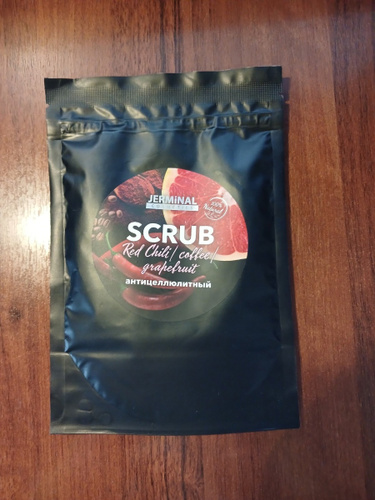 JERMiNAL
SCRUB
Red Chili / coffee /
grapefruit
антицеллюлитный